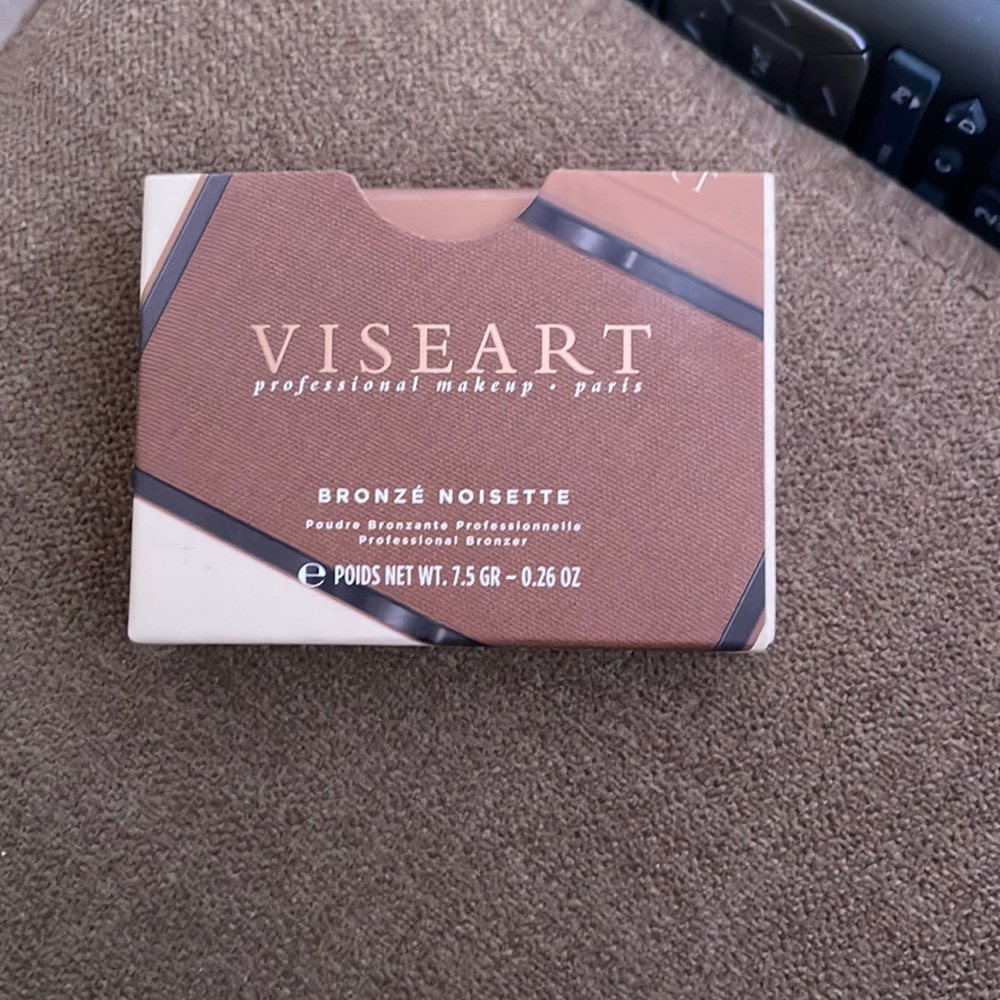 VISEART
professional makeup • paris
BRONZÉ NOISETTE
Poudre Bronzante Professionnelle
Professional Bronzer
℮ POIDS NET WT. 7.5 GR ~ 0.26 OZ